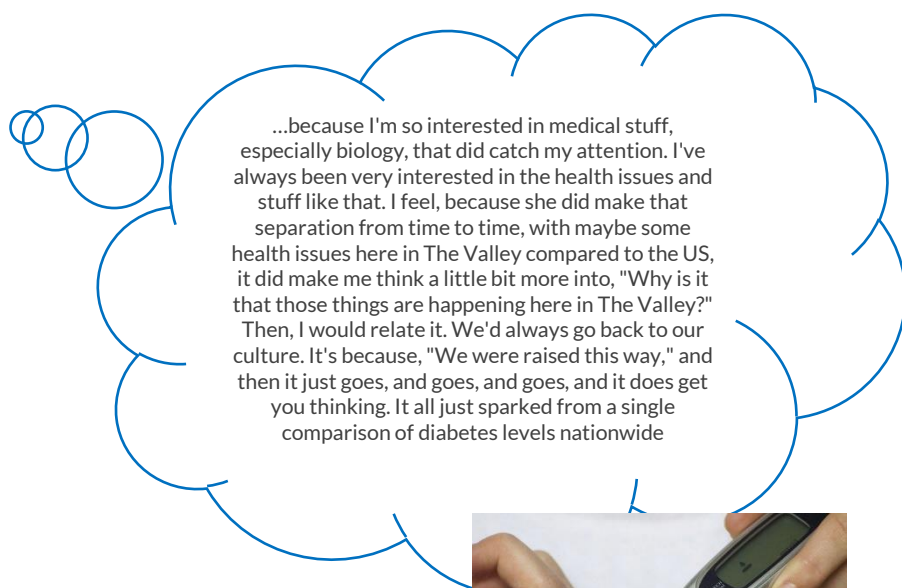 ...because I'm so interested in medical stuff,
especially biology, that did catch my attention. I've
always been very interested in the health issues and
stuff like that. I feel, because she did make that
separation from time to time, with maybe some
health issues here in The Valley compared to the US,
it did make me think a little bit more into, "Why is it
that those things are happening here in The Valley?"
Then, I would relate it. We'd always go back to our
culture. It's because, "We were raised this way," and
then it just goes, and goes, and goes, and it does get
you thinking. It all just sparked from a single
comparison of diabetes levels nationwide